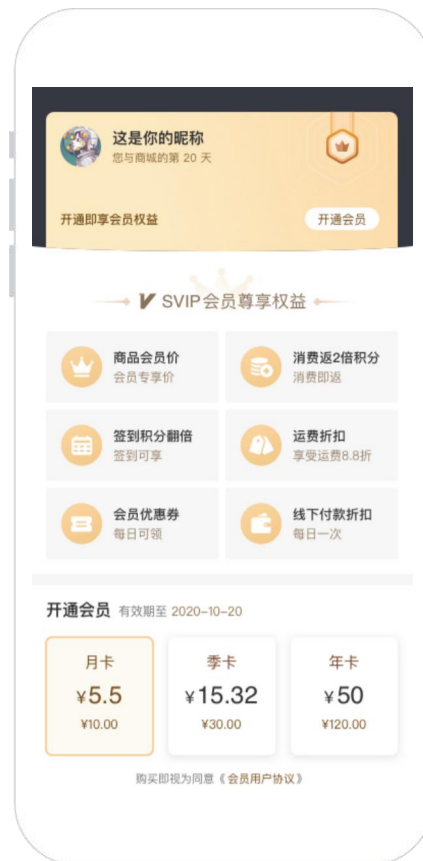 这是你的昵称
您与商城的第 20 天
开通即享会员权益
开通会员
V SVIP会员尊享权益
商品会员价
会员专享价
消费返2倍积分
消费即返
签到积分翻倍
签到可享
运费折扣
享受运费8.8折
会员优惠券
每日可领
线下付款折扣
每日一次
开通会员 有效期至 2020-10-20
月卡
¥5.5
¥10.00
季卡
¥15.32
¥30.00
年卡
¥50
¥120.00
购买即视为同意《会员用户协议》